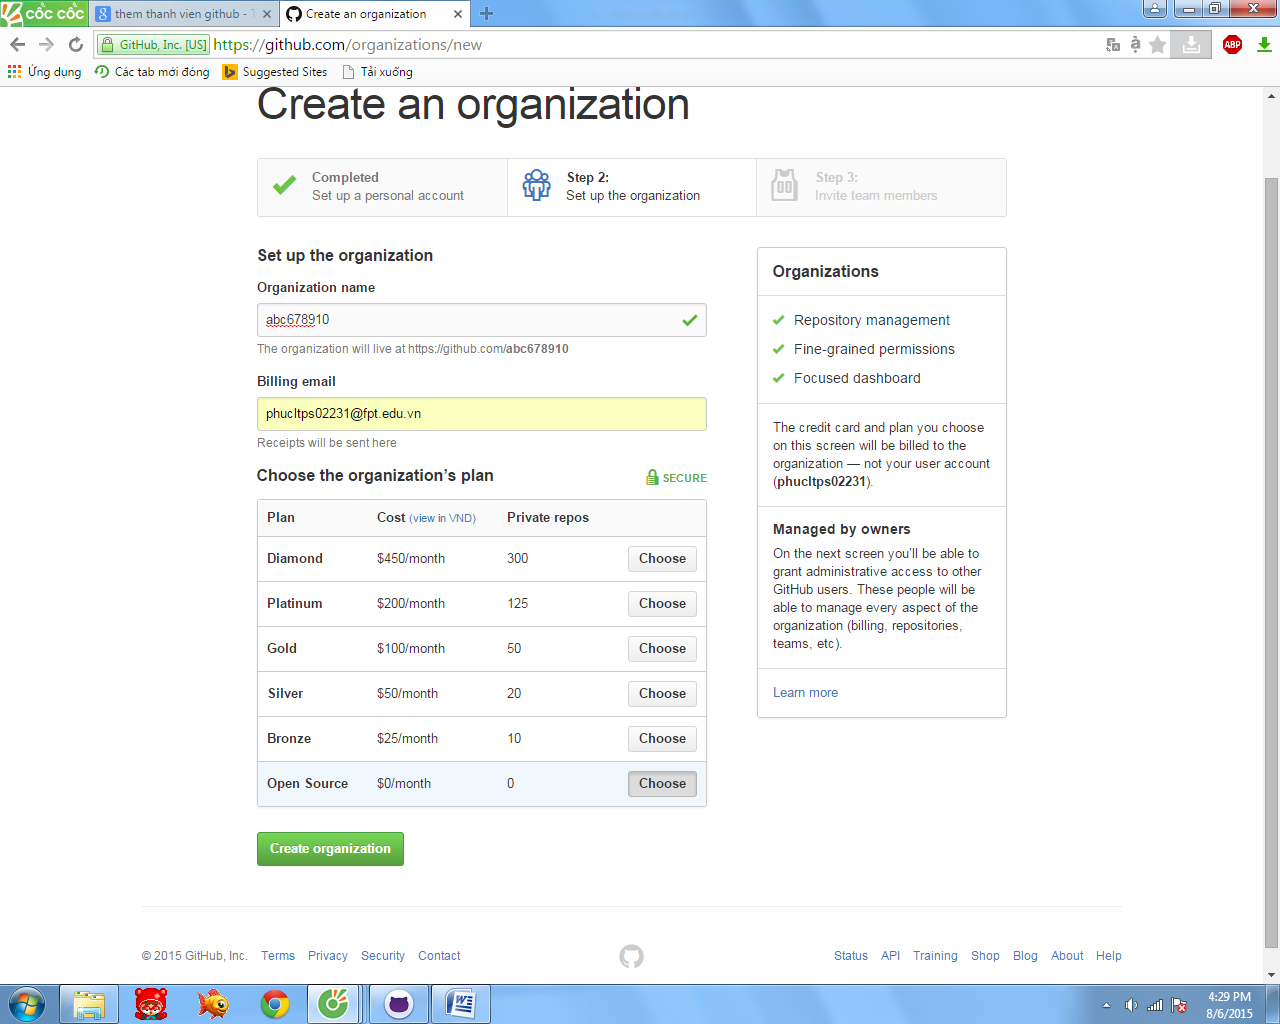 cốc cốc
them thanh vien github - T
Create an organization
GitHub, Inc. [US] https://github.com/organizations/new
ABP
Ứng dụng Các tab mới đóng Suggested Sites Tải xuống
Create an organization
Completed
Set up a personal account
Step 2:
Set up the organization
Step 3:
Invite team members
Set up the organization
Organization name
abc678910
The organization will live at https://github.com/abc678910
Billing email
phucltps02231@fpt.edu.vn
Receipts will be sent here
Choose the organization's plan SECURE
Plan Cost (view in VND) Private repos
Diamond $450/month 300 Choose
Platinum $200/month 125 Choose
Gold $100/month 50 Choose
Silver $50/month 20 Choose
Bronze $25/month 10 Choose
Open Source $0/month 0 Choose
Create organization
Organizations
Repository management
Fine-grained permissions
Focused dashboard
The credit card and plan you choose
on this screen will be billed to the
organization — not your user account
(phucltps02231).
Managed by owners
On the next screen you'll be able to
grant administrative access to other
GitHub users. These people will be
able to manage every aspect of the
organization (billing, repositories,
teams, etc).
Learn more
© 2015 GitHub, Inc. Terms Privacy Security Contact
Status API Training Shop Blog About Help
4:29 PM
8/6/2015